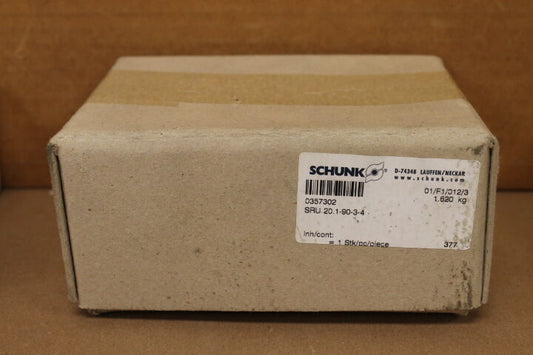 SCHUNK ®
D-74348 LAUFFEN/NECKAR
www.schunk.com
01/F1/012/3
0357302
1.620 kg
SRU 20.1-90-3-4
Inh/cont:
= 1 Stk/pc/piece
377